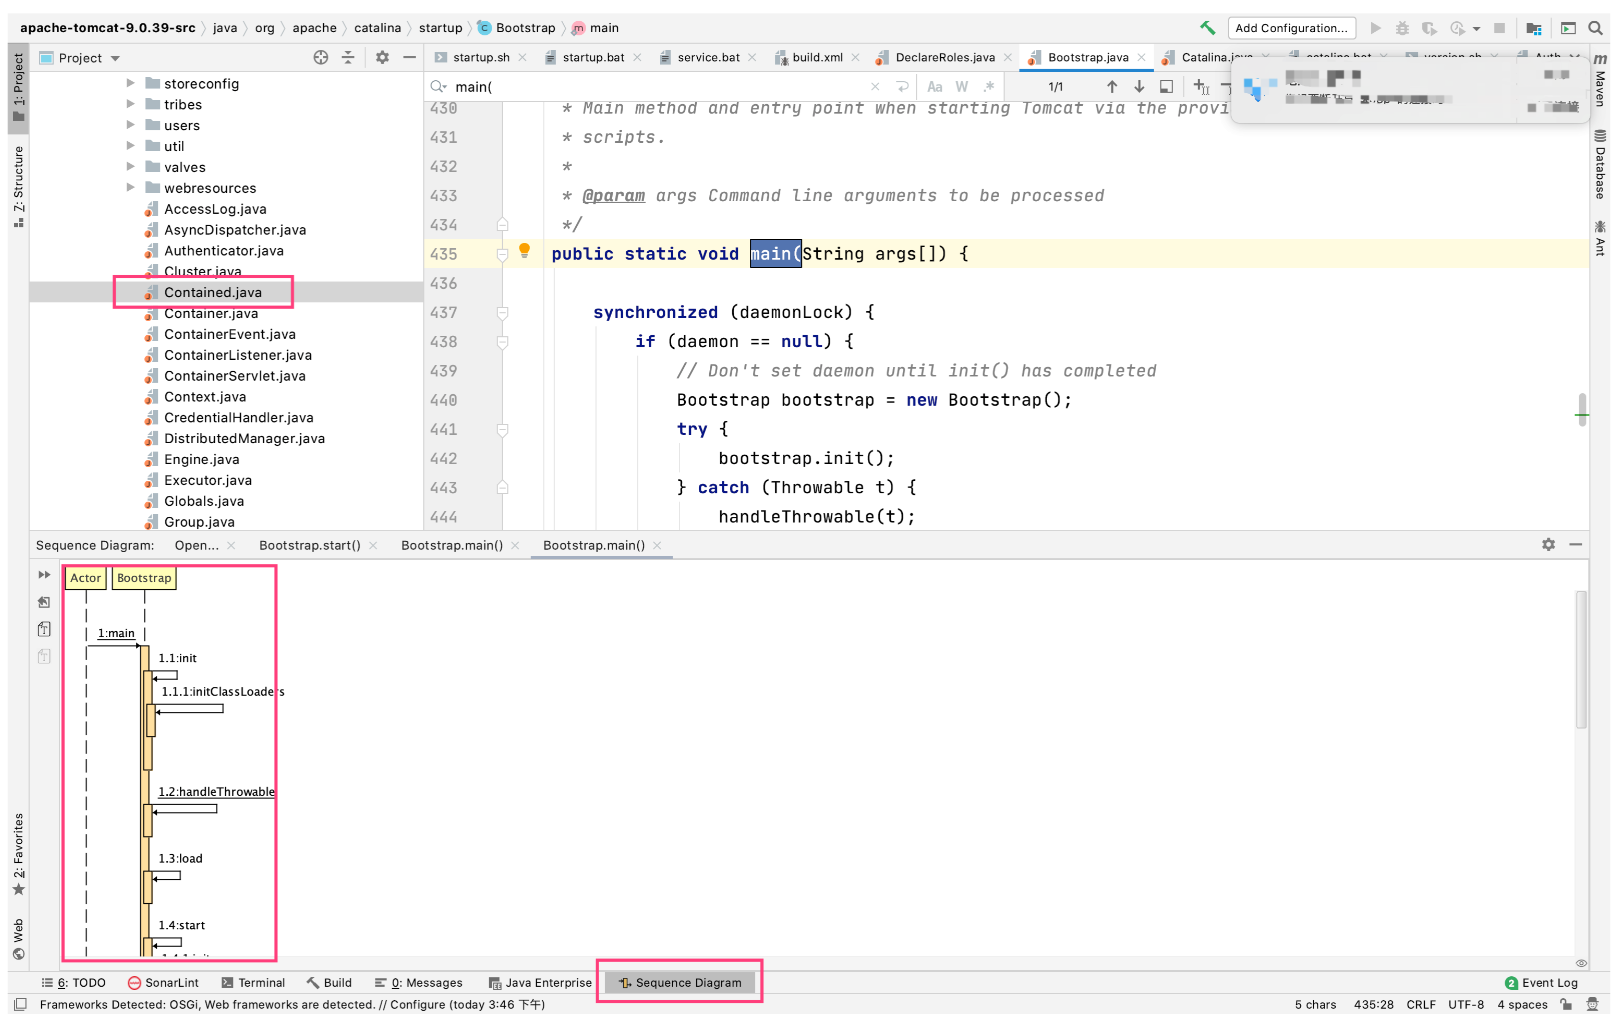 apache-tomcat-9.0.39-src java org apache catalina startup Bootstrap main
Add Configuration...
Project
startup.sh startup.bat service.bat build.xml DeclareRoles.java Bootstrap.java Catalina.java
main(
Aa W .* 1/1
1: Project
Z: Structure
2: Favorites
Web
Maven
Database
Ant
storeconfig
tribes
users
util
valves
webresources
AccessLog.java
AsyncDispatcher.java
Authenticator.java
Cluster.java
Contained.java
Container.java
ContainerEvent.java
ContainerListener.java
ContainerServlet.java
Context.java
CredentialHandler.java
DistributedManager.java
Engine.java
Executor.java
Globals.java
Group.java
430 * Main method and entry point when starting Tomcat via the provi
431 * scripts.
432 *
433 * @param args Command line arguments to be processed
434 */
435 public static void main(String args[]) {
436
437 synchronized (daemonLock) {
438 if (daemon == null) {
439 // Don't set daemon until init() has completed
440 Bootstrap bootstrap = new Bootstrap();
441 try {
442 bootstrap.init();
443 } catch (Throwable t) {
444 handleThrowable(t);
Sequence Diagram: Open... Bootstrap.start() Bootstrap.main() Bootstrap.main()
Actor Bootstrap
1:main
1.1:init
1.1.1:initClassLoaders
1.2:handleThrowable
1.3:load
1.4:start
6: TODO SonarLint Terminal Build 0: Messages Java Enterprise Sequence Diagram 2 Event Log
Frameworks Detected: OSGi, Web frameworks are detected. // Configure (today 3:46 下午) 5 chars 435:28 CRLF UTF-8 4 spaces